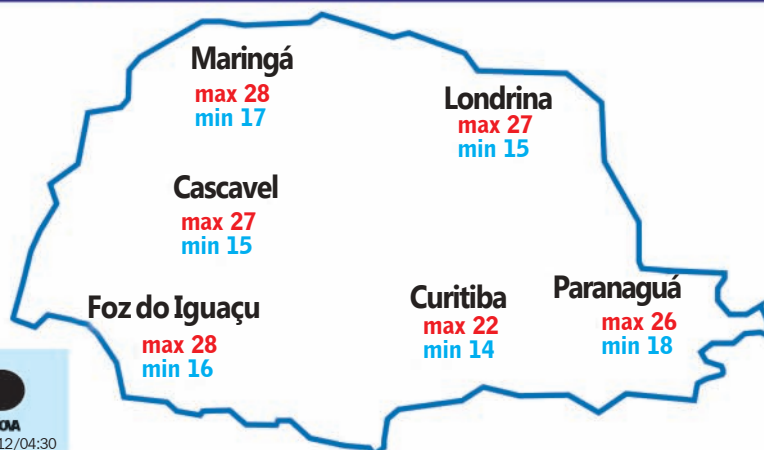 Maringá
max 28
min 17
Londrina
max 27
min 15
Cascavel
max 27
min 15
Foz do Iguaçu
max 28
min 16
Curitiba
max 22
min 14
Paranaguá
max 26
min 18
12/04:30